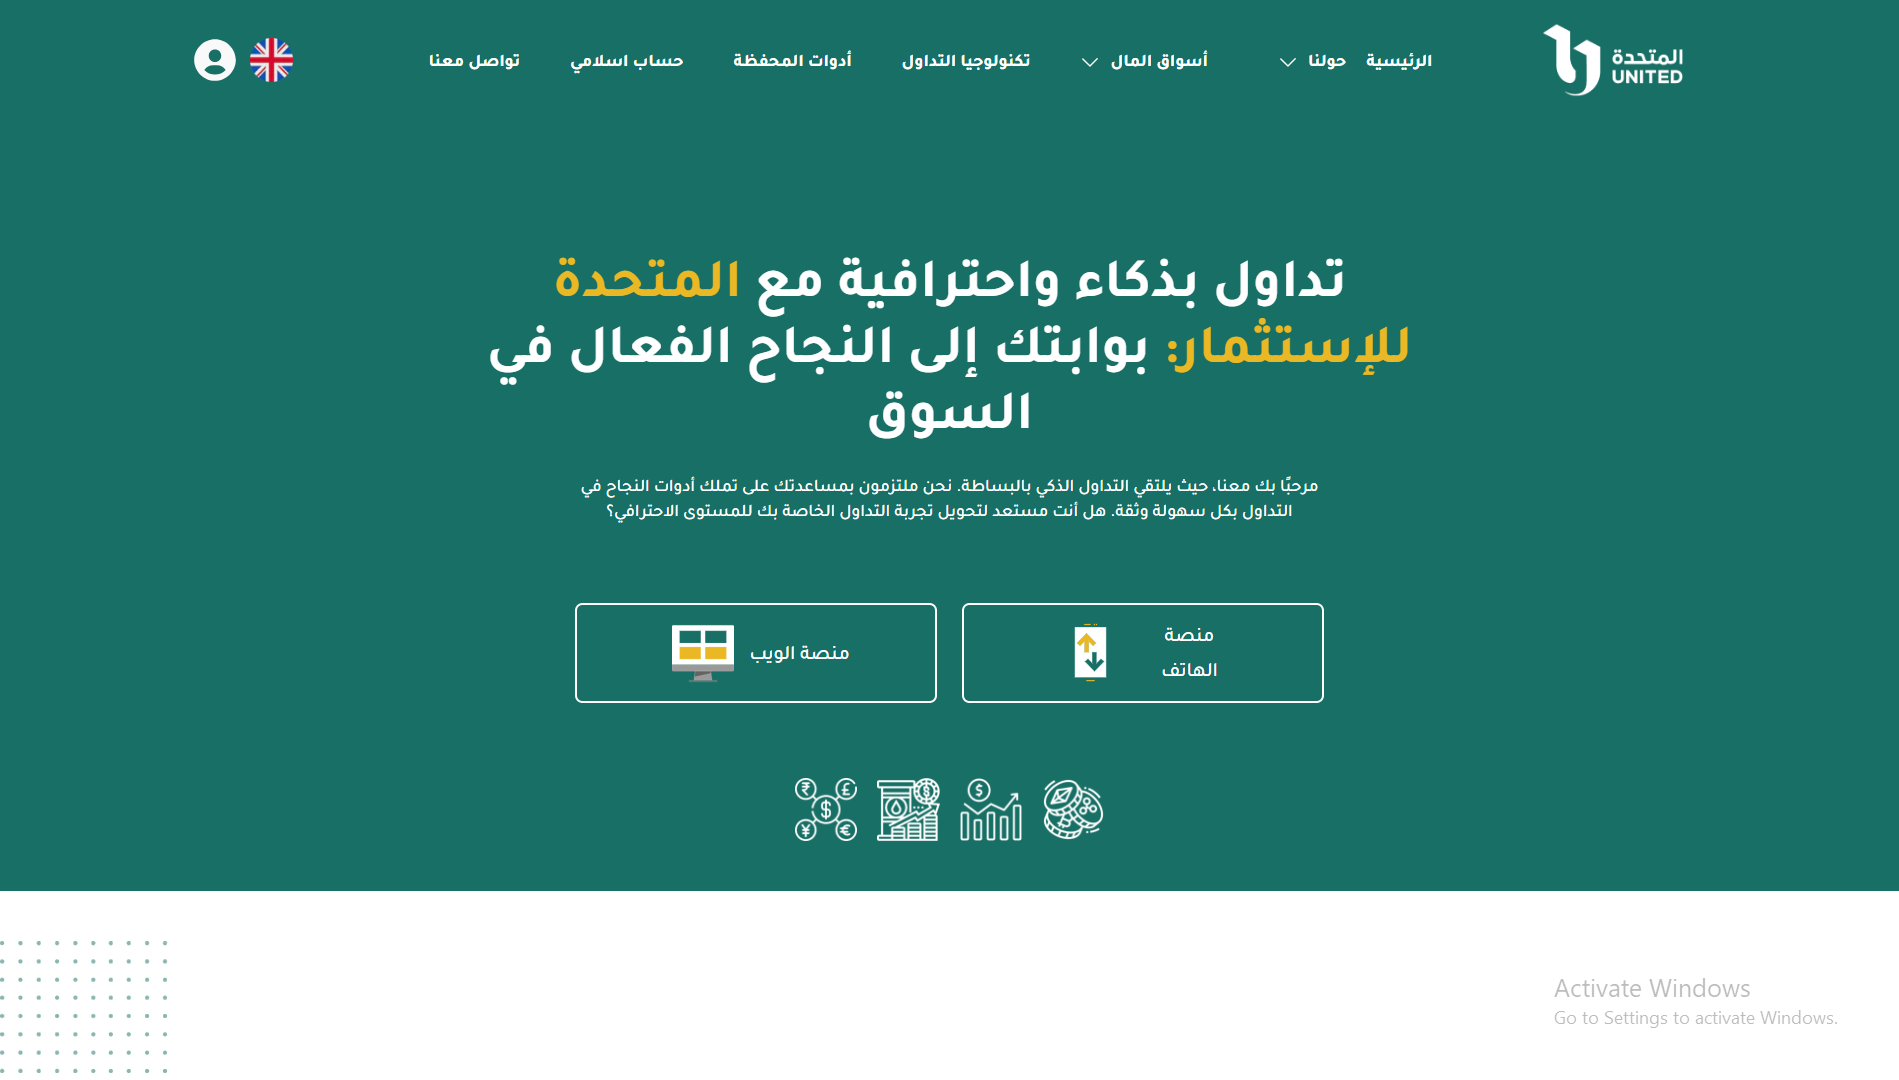 المتحدة
UNITED
الرئيسية
حولنا
أسواق المال
تكنولوجيا التداول
أدوات المحفظة
حساب اسلامي
تواصل معنا
تداول بذكاء واحترافية مع المتحدة
للإستثمار: بوابتك إلى النجاح الفعال في
السوق
مرحبًا بك معنا، حيث يلتقي التداول الذكي بالبساطة. نحن ملتزمون بمساعدتك على تملك أدوات النجاح في
التداول بكل سهولة وثقة. هل أنت مستعد لتحويل تجربة التداول الخاصة بك للمستوى الاحترافي؟
منصة
الهاتف
منصة الويب
Activate Windows
Go to Settings to activate Windows.